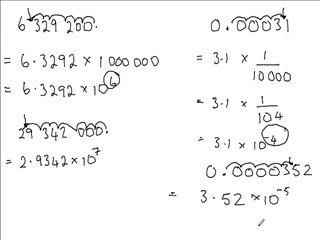 6 329 200.
= 6.3292 × 1 000 000
= 6.3292 × 10^6
29 342 000.
= 2.9342 × 10^7
0.00031
= 3.1 × 1/10000
= 3.1 × 1/10^4
= 3.1 × 10^-4
0.0000352
= 3.52 × 10^-5